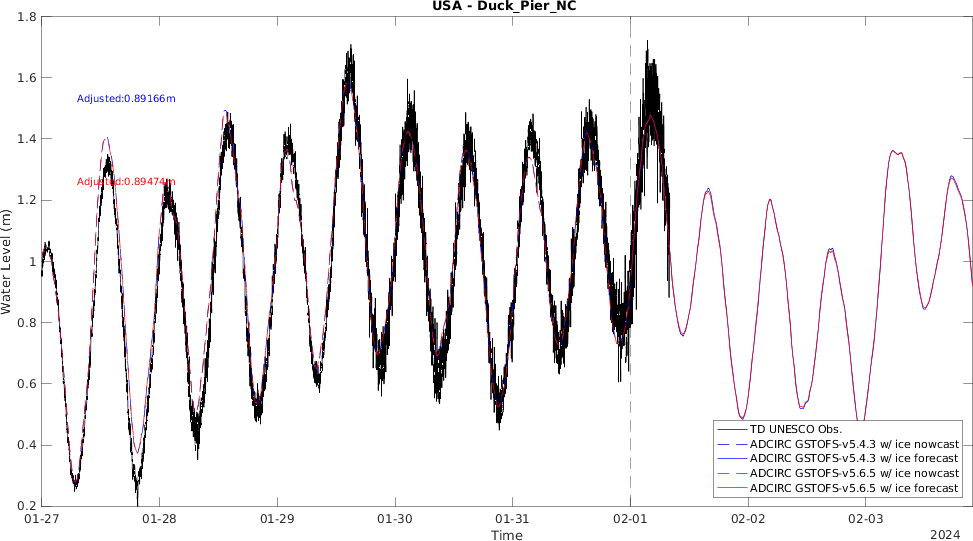 USA - Duck_Pier_NC
1.8
1.6
1.4
1.2
1
0.8
0.6
0.4
0.2
Water Level (m)
Adjusted:0.89166m
Adjusted:0.89474m
TD UNESCO Obs.
ADCIRC GSTOFS-v5.4.3 w/ ice nowcast
ADCIRC GSTOFS-v5.4.3 w/ ice forecast
ADCIRC GSTOFS-v5.6.5 w/ ice nowcast
ADCIRC GSTOFS-v5.6.5 w/ ice forecast
01-27 01-28 01-29 01-30 01-31 02-01 02-02 02-03
Time
2024